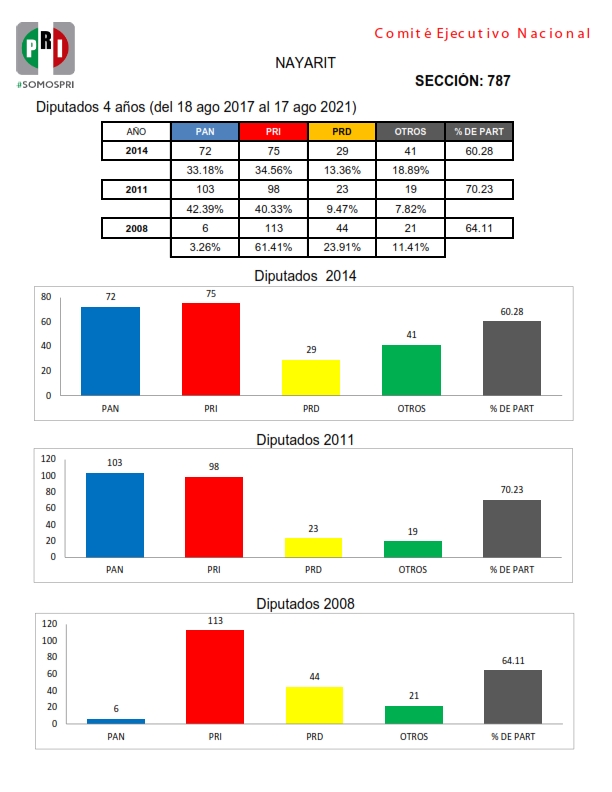 Comité Ejecutivo Nacional
PRI
#SOMOSPRI
NAYARIT
SECCIÓN: 787
Diputados 4 años (del 18 ago 2017 al 17 ago 2021)
AÑO PAN PRI PRD OTROS % DE PART
2014 72 75 29 41 60.28
33.18% 34.56% 13.36% 18.89%
2011 103 98 23 19 70.23
42.39% 40.33% 9.47% 7.82%
2008 6 113 44 21 64.11
3.26% 61.41% 23.91% 11.41%
Diputados 2014
80
60
40
20
0
72 75 29 41 60.28
PAN PRI PRD OTROS % DE PART
Diputados 2011
120
100
80
60
40
20
0
103 98 23 19 70.23
PAN PRI PRD OTROS % DE PART
Diputados 2008
120
100
80
60
40
20
0
6 113 44 21 64.11
PAN PRI PRD OTROS % DE PART